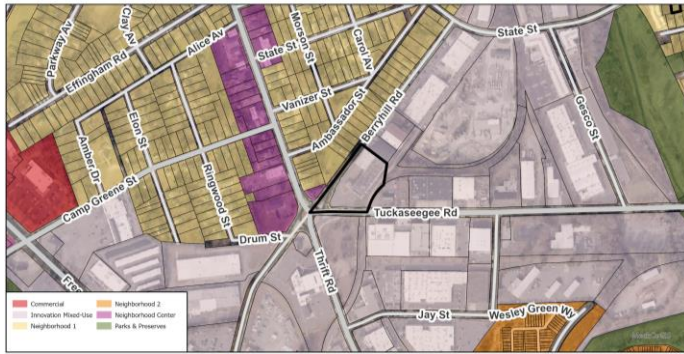 Parkway Av
Clay Av
Effingham Rd
Alice Av
State St
Morson St
Carol Av
State St
Vanizer St
Ambassador St
Berryhill Rd
Gesco St
Amber Dr
Elon St
Camp Greene St
Ringwood St
Tuckaseegee Rd
Drum St
Thrift Rd
Fre
Jay St
Wesley Green Wy
Commercial
Innovation Mixed-Use
Neighborhood 1
Neighborhood 2
Neighborhood Center
Parks & Preserves